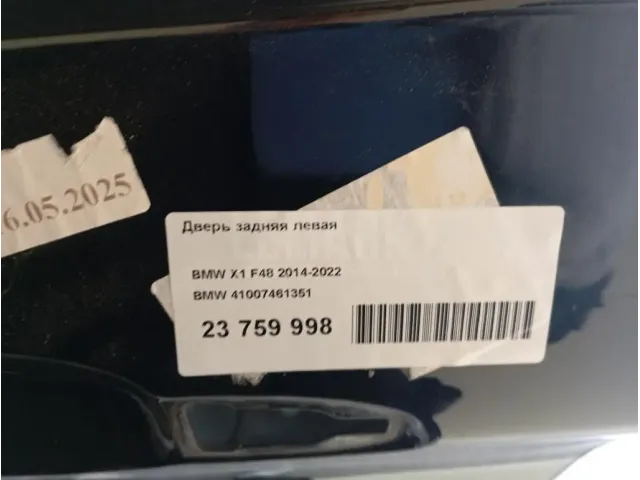 6.05.2025
Дверь задняя левая
BMW X1 F48 2014-2022
BMW 41007461351
23 759 998